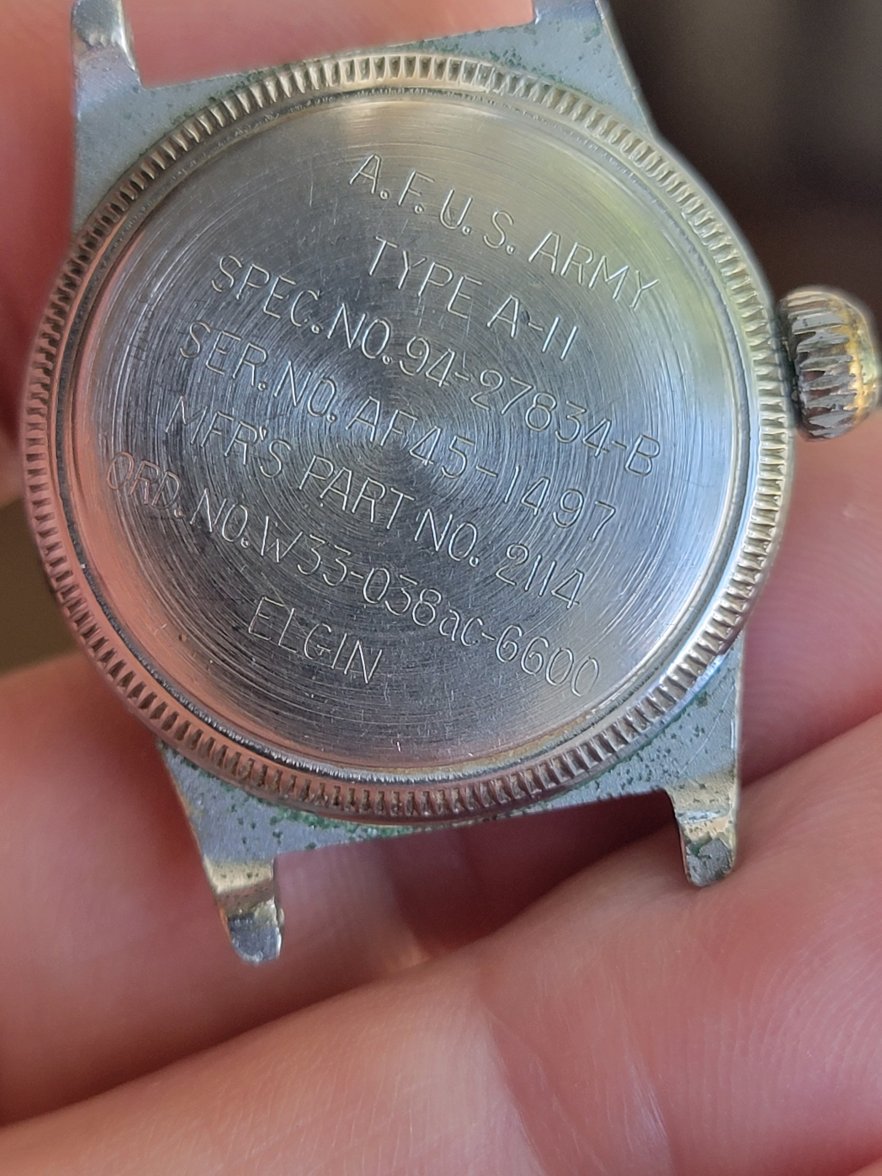 A.F.U.S. ARMY
TYPE A-11
SPEC. NO. 94-27834-B
SER. NO. AF45-1497
MFR'S PART NO. 2114
ORD. NO. W33-038ac-6600
ELGIN